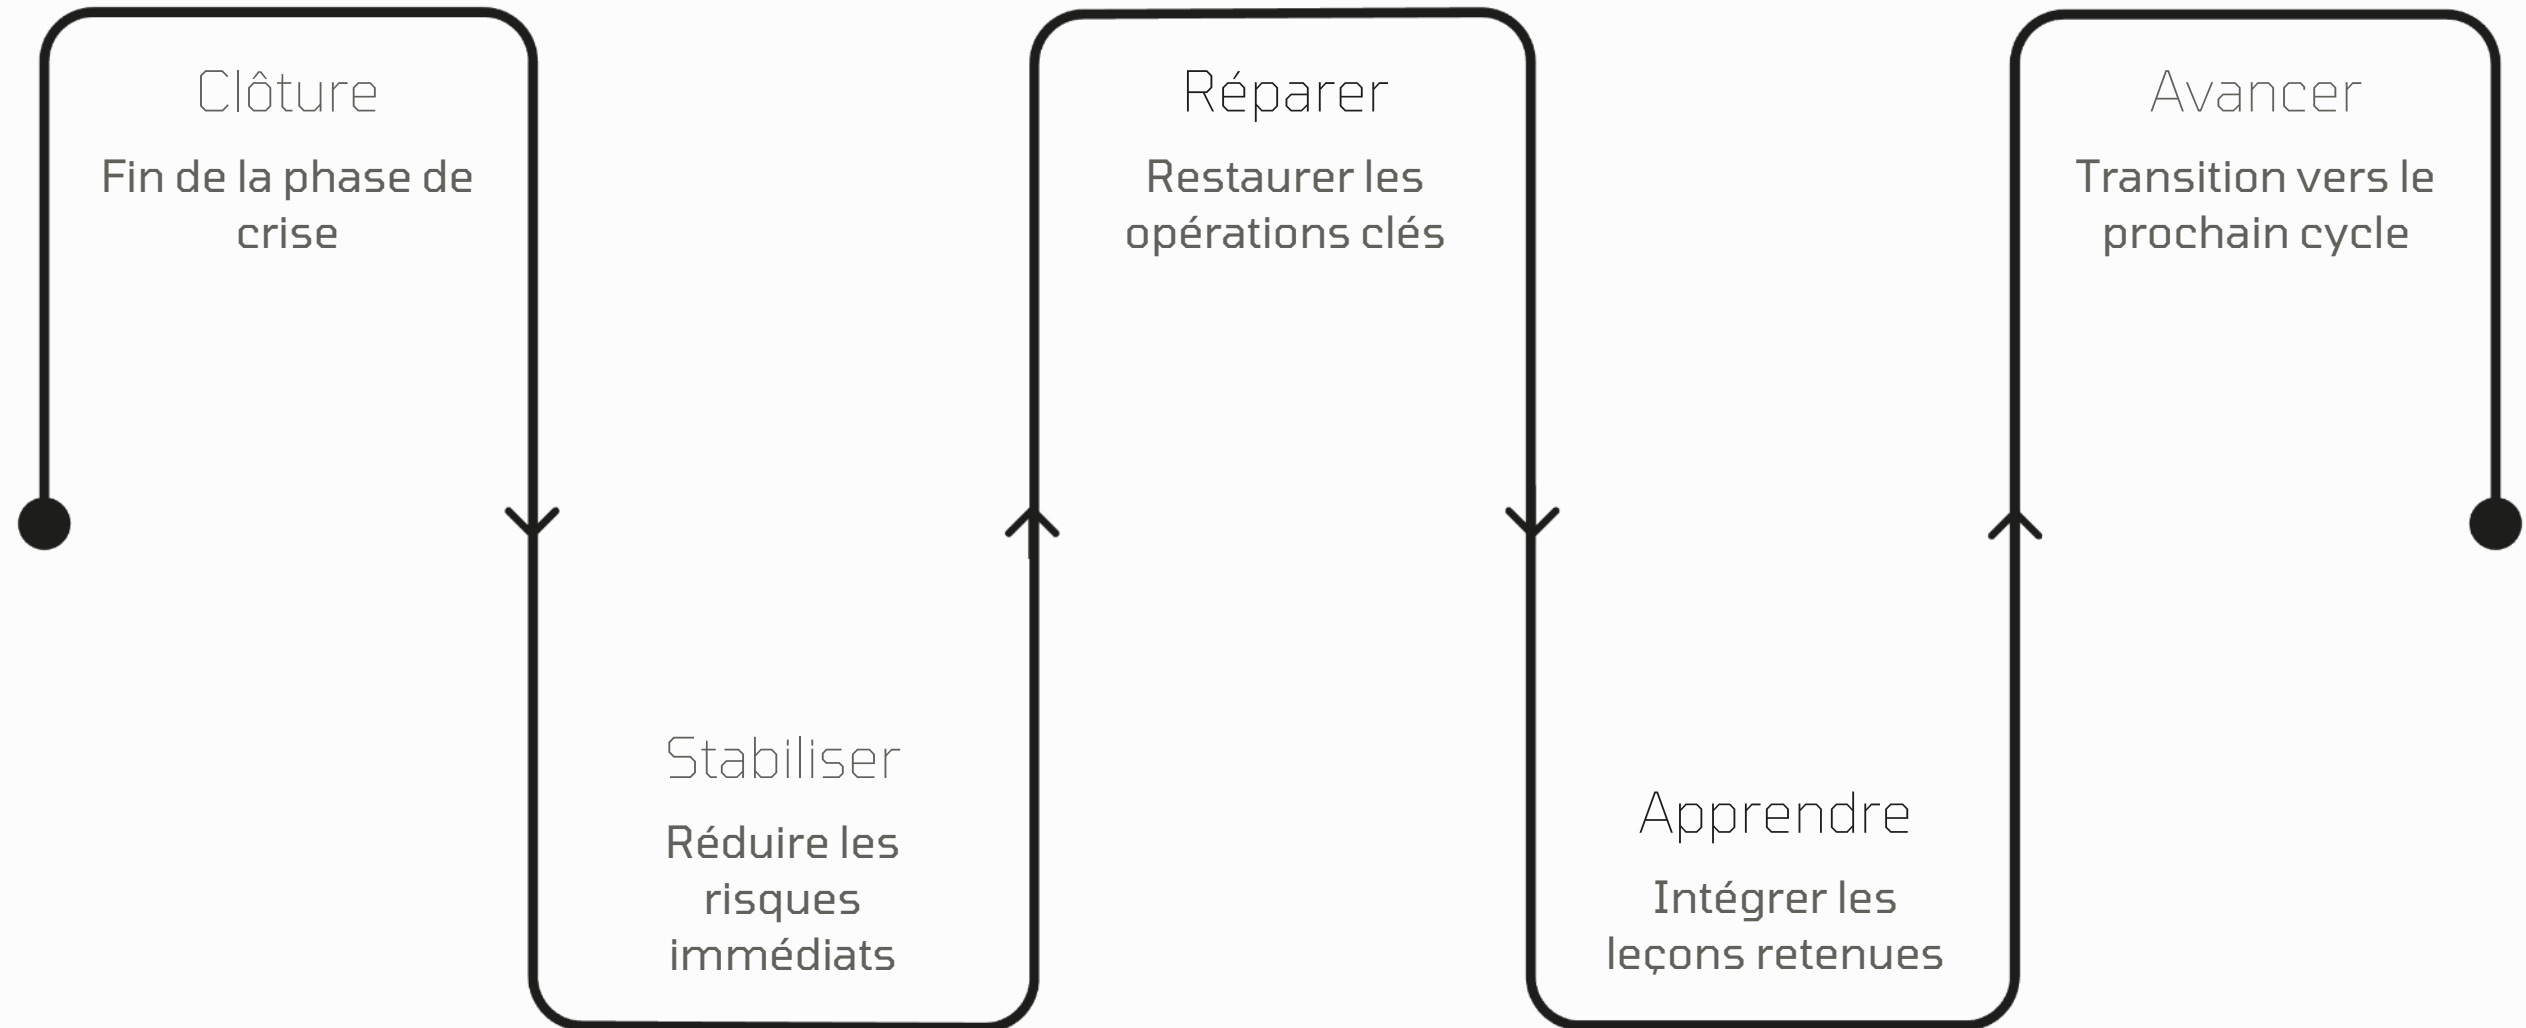 Clôture
Fin de la phase de
crise
Stabiliser
Réduire les
risques
immédiats
Réparer
Restaurer les
opérations clés
Apprendre
Intégrer les
leçons retenues
Avancer
Transition vers le
prochain cycle